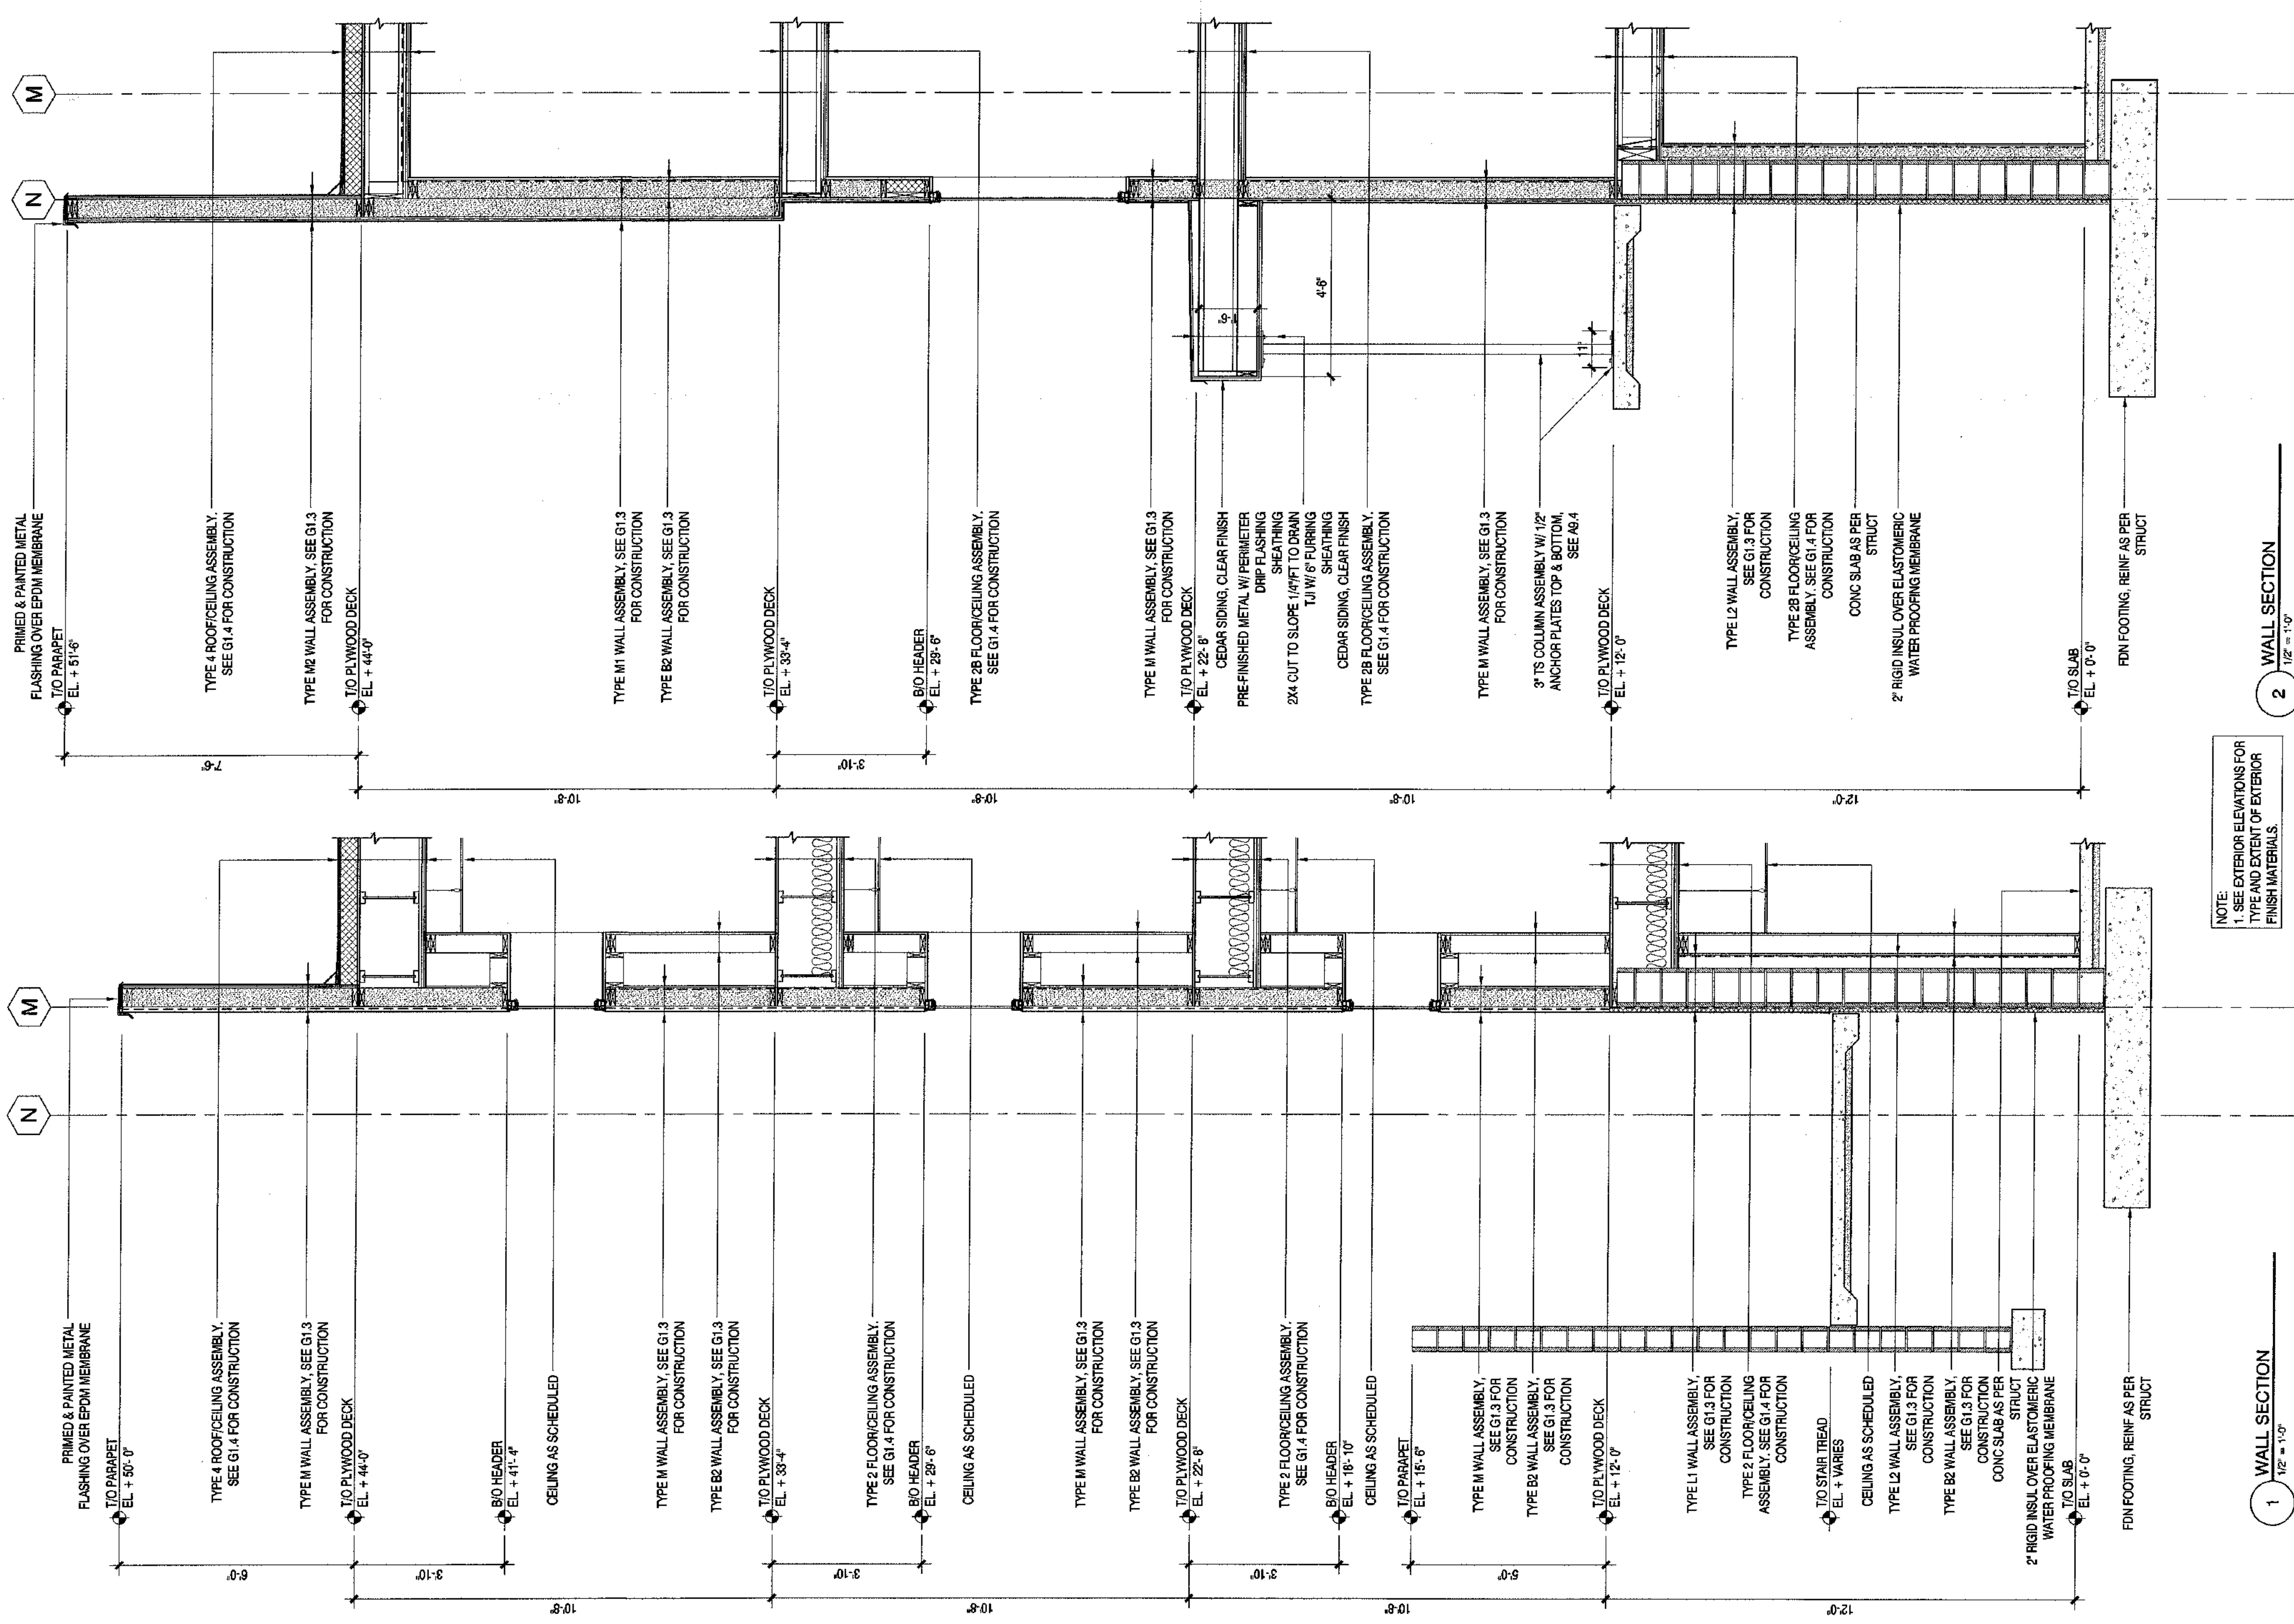 M
N
PRIMED & PAINTED METAL
FLASHING OVER EPDM MEMBRANE
T/O PARAPET
EL. + 51'-6"
TYPE 4 ROOF/CEILING ASSEMBLY.
SEE G1.4 FOR CONSTRUCTION
TYPE M2 WALL ASSEMBLY, SEE G1.3
FOR CONSTRUCTION
T/O PLYWOOD DECK
EL. + 44'-0"
TYPE M1 WALL ASSEMBLY, SEE G1.3
FOR CONSTRUCTION
TYPE B2 WALL ASSEMBLY, SEE G1.3
FOR CONSTRUCTION
T/O PLYWOOD DECK
EL. + 33'-4"
B/O HEADER
EL. + 29'- 6"
TYPE 2B FLOOR/CEILING ASSEMBLY.
SEE G1.4 FOR CONSTRUCTION
TYPE M WALL ASSEMBLY, SEE G1.3
FOR CONSTRUCTION
T/O PLYWOOD DECK
EL. + 22'- 8"
CEDAR SIDING, CLEAR FINISH
PRE-FINISHED METAL W/ PERIMETER
DRIP FLASHING
SHEATHING
2X4 CUT TO SLOPE 1/4"/FT TO DRAIN
TJI W/ 6" FURRING
SHEATHING
CEDAR SIDING, CLEAR FINISH
TYPE 2B FLOOR/CEILING ASSEMBLY.
SEE G1.4 FOR CONSTRUCTION
TYPE M WALL ASSEMBLY, SEE G1.3
FOR CONSTRUCTION
3" TS COLUMN ASSEMBLY W/ 1/2"
ANCHOR PLATES TOP & BOTTOM,
SEE A9.4
T/O PLYWOOD DECK
EL. + 12'- 0"
TYPE L2 WALL ASSEMBLY,
SEE G1.3 FOR
CONSTRUCTION
TYPE 2B FLOOR/CEILING
ASSEMBLY. SEE G1.4 FOR
CONSTRUCTION
CONC SLAB AS PER
STRUCT
2" RIGID INSUL OVER ELASTOMERIC
WATER PROOFING MEMBRANE
T/O SLAB
EL. + 0'- 0"
FDN FOOTING, REINF AS PER
STRUCT
7'-6"
10'-8"
3'-10"
10'-8"
10'-8"
12'-0"
1'-6"
4'-6"
11"
2
WALL SECTION
1/2" = 1'-0"
NOTE:
1. SEE EXTERIOR ELEVATIONS FOR
TYPE AND EXTENT OF EXTERIOR
FINISH MATERIALS.
M
N
PRIMED & PAINTED METAL
FLASHING OVER EPDM MEMBRANE
T/O PARAPET
EL. + 50'- 0"
TYPE 4 ROOF/CEILING ASSEMBLY.
SEE G1.4 FOR CONSTRUCTION
TYPE M WALL ASSEMBLY, SEE G1.3
FOR CONSTRUCTION
T/O PLYWOOD DECK
EL. + 44'-0"
B/O HEADER
EL. + 41'- 4"
CEILING AS SCHEDULED
TYPE M WALL ASSEMBLY, SEE G1.3
FOR CONSTRUCTION
TYPE B2 WALL ASSEMBLY, SEE G1.3
FOR CONSTRUCTION
T/O PLYWOOD DECK
EL. + 33'-4"
TYPE 2 FLOOR/CEILING ASSEMBLY.
SEE G1.4 FOR CONSTRUCTION
B/O HEADER
EL. + 29'- 6"
CEILING AS SCHEDULED
TYPE M WALL ASSEMBLY, SEE G1.3
FOR CONSTRUCTION
TYPE B2 WALL ASSEMBLY, SEE G1.3
FOR CONSTRUCTION
T/O PLYWOOD DECK
EL. + 22'- 8"
TYPE 2 FLOOR/CEILING ASSEMBLY.
SEE G1.4 FOR CONSTRUCTION
B/O HEADER
EL. + 18'- 10"
CEILING AS SCHEDULED
T/O PARAPET
EL. + 15'- 6"
TYPE M WALL ASSEMBLY,
SEE G1.3 FOR
CONSTRUCTION
TYPE B2 WALL ASSEMBLY,
SEE G1.3 FOR
CONSTRUCTION
T/O PLYWOOD DECK
EL. + 12'- 0"
TYPE L1 WALL ASSEMBLY,
SEE G1.3 FOR
CONSTRUCTION
TYPE 2 FLOOR/CEILING
ASSEMBLY. SEE G1.4 FOR
CONSTRUCTION
T/O STAIR TREAD
EL. + VARIES
CEILING AS SCHEDULED
TYPE L2 WALL ASSEMBLY,
SEE G1.3 FOR
CONSTRUCTION
TYPE B2 WALL ASSEMBLY,
SEE G1.3 FOR
CONSTRUCTION
CONC SLAB AS PER
STRUCT
2" RIGID INSUL OVER ELASTOMERIC
WATER PROOFING MEMBRANE
T/O SLAB
EL. + 0'- 0"
FDN FOOTING, REINF AS PER
STRUCT
6'-0"
3'-10"
10'-8"
3'-10"
10'-8"
3'-10"
10'-8"
5'-0"
12'-0"
1
WALL SECTION
1/2" = 1'-0"